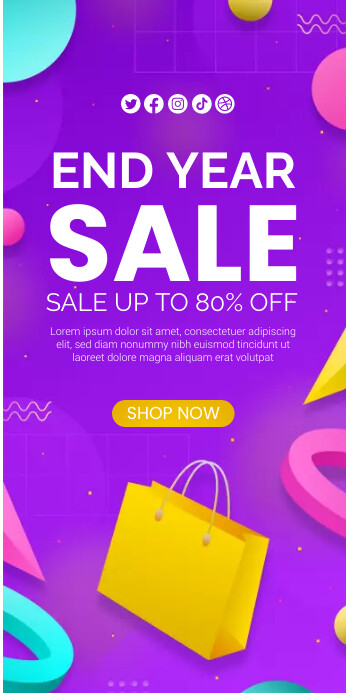 END YEAR
SALE
SALE UP TO 80% OFF
Lorem ipsum dolor sit amet, consectetuer adipiscing
elit, sed diam nonummy nibh euismod tincidunt ut
laoreet dolore magna aliquam erat volutpat
SHOP NOW